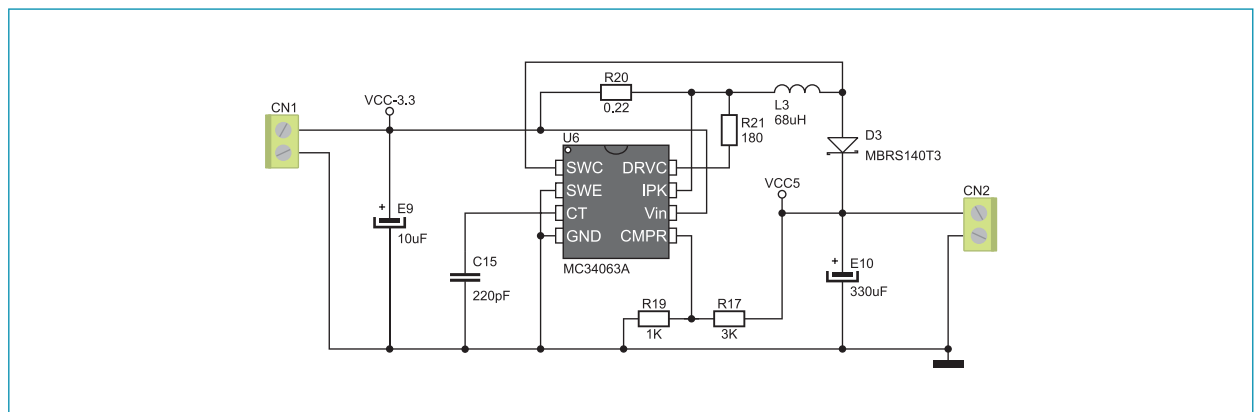 R20
0.22
CN1
VCC-3.3
L3
68uH
R21
180
D3
MBRS140T3
U6
SWC
DRVC
SWE
IPK
CT
Vin
GND
CMPR
MC34063A
VCC5
CN2
+
E9
10uF
C15
220pF
+
E10
330uF
R19
1K
R17
3K